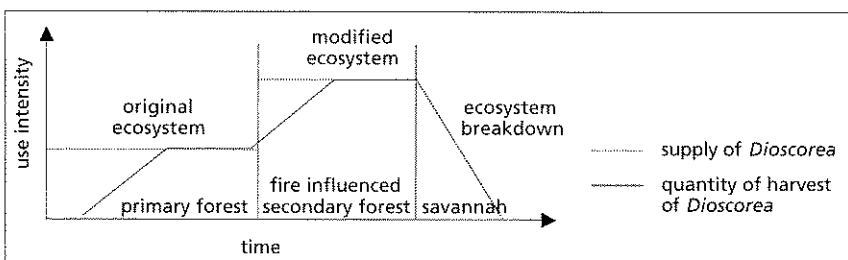 modified
ecosystem
original
ecosystem
ecosystem
breakdown
use intensity
supply of Dioscorea
quantity of harvest
of Dioscorea
fire influenced
primary forest secondary forest savannah
time